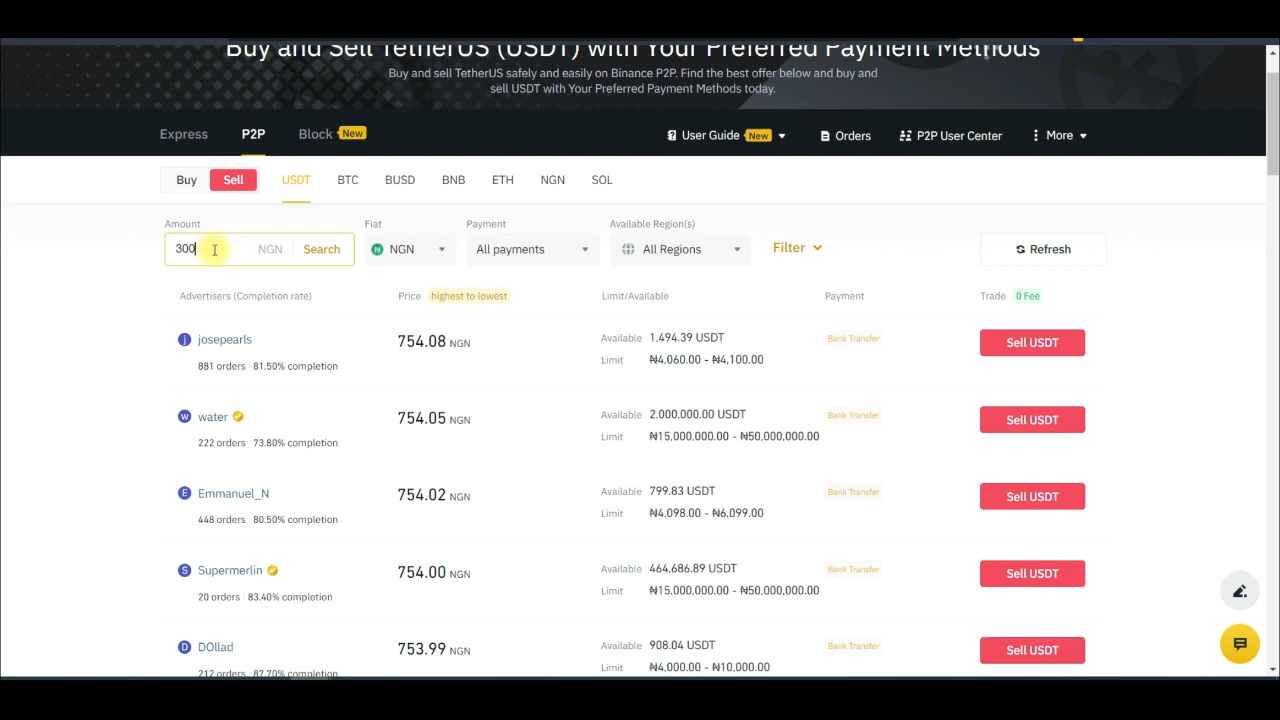 Buy and Sell TetherUS (USDT) with Your Preferred Payment Methods
Buy and sell TetherUS safely and easily on Binance P2P. Find the best offer below and buy and
sell USDT with Your Preferred Payment Methods today.
Express P2P Block New User Guide New Orders P2P User Center More
Buy Sell USDT BTC BUSD BNB ETH NGN SOL
Amount Fiat Payment Available Region(s)
300 NGN Search NGN All payments All Regions Filter Refresh
Advertisers (Completion rate) Price highest to lowest Limit/Available Payment Trade 0 Fee
j josepearls 754.08 NGN Available 1,494.39 USDT Bank Transfer Sell USDT
881 orders 81.50% completion Limit ₦4,060.00 - ₦4,100.00
W water 754.05 NGN Available 2,000,000.00 USDT Bank Transfer Sell USDT
222 orders 73.80% completion Limit ₦15,000,000.00 - ₦50,000,000.00
E Emmanuel_N 754.02 NGN Available 799.83 USDT Bank Transfer Sell USDT
448 orders 80.50% completion Limit ₦4,098.00 - ₦6,099.00
S Supermerlin 754.00 NGN Available 464,686.89 USDT Bank Transfer Sell USDT
20 orders 83.40% completion Limit ₦15,000,000.00 - ₦50,000,000.00
D DOllad 753.99 NGN Available 908.04 USDT Bank Transfer Sell USDT
212 orders 87.70% completion Limit ₦4,000.00 - ₦10,000.00